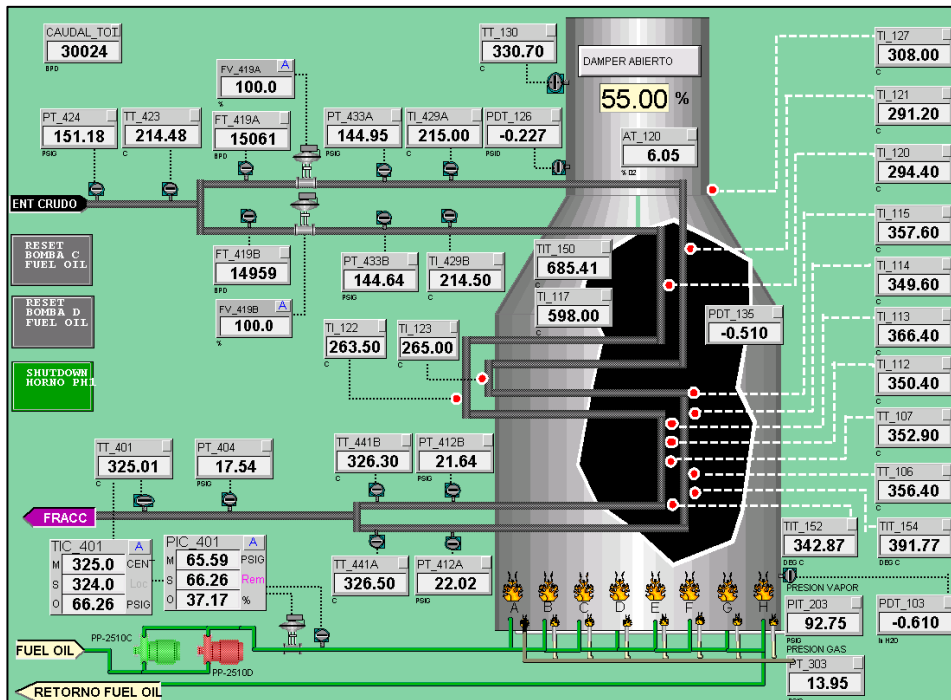 CAUDAL_TOI
30024
BPD
TT_130
330.70
C
DAMPER ABIERTO
55.00 %
TI_127
308.00
C
FV_419A A
100.0
%
TI_121
291.20
C
PT_424
151.18
PSIG
TT_423
214.48
C
FT_419A
15061
BPD
PT_433A
144.95
PSIG
TI_429A
215.00
C
PDT_126
-0.227
PSID
AT_120
6.05
% O2
TI_120
294.40
C
ENT CRUDO
TI_115
357.60
C
RESET
BOMBA C
FUEL OIL
FT_419B
14959
BPD
PT_433B
144.64
PSIG
TI_429B
214.50
C
TIT_150
685.41
TI_117
598.00
C
TI_114
349.60
C
RESET
BOMBA D
FUEL OIL
FV_419B A
100.0
%
PDT_135
-0.510
TI_113
366.40
C
TI_122
263.50
C
TI_123
265.00
C
SHUTDOWN
HORNO PH1
TI_112
350.40
C
TT_107
352.90
C
TT_401
325.01
C
PT_404
17.54
PSIG
TT_441B
326.30
C
PT_412B
21.64
PSIG
TT_106
356.40
C
FRACC
TIT_152
342.87
DEG C
TIT_154
391.77
DEG C
TIC_401 A
M 325.0 CEN
S 324.0 Loc
O 66.26 PSIG
PIC_401 A
M 65.59 PSIG
S 66.26 Rem
O 37.17 %
TT_441A
326.50
C
PT_412A
22.02
PSIG
A B C D E F G H
PRESION VAPOR
PIT_203
92.75
PSIG
PDT_103
-0.610
In H2O
FUEL OIL
PP-2510C
PP-2510D
PRESION GAS
PT_303
13.95
RETORNO FUEL OIL